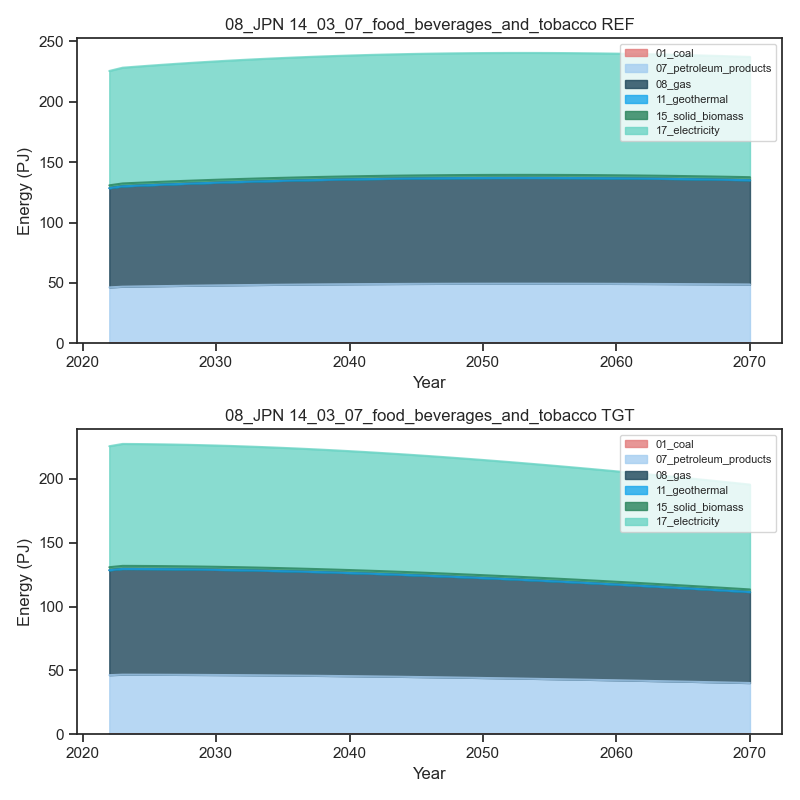 08_JPN 14_03_07_food_beverages_and_tobacco REF
250
200
150
100
50
0
Energy (PJ)
01_coal
07_petroleum_products
08_gas
11_geothermal
15_solid_biomass
17_electricity
2020 2030 2040 2050 2060 2070
Year
08_JPN 14_03_07_food_beverages_and_tobacco TGT
200
150
100
50
0
Energy (PJ)
01_coal
07_petroleum_products
08_gas
11_geothermal
15_solid_biomass
17_electricity
2020 2030 2040 2050 2060 2070
Year